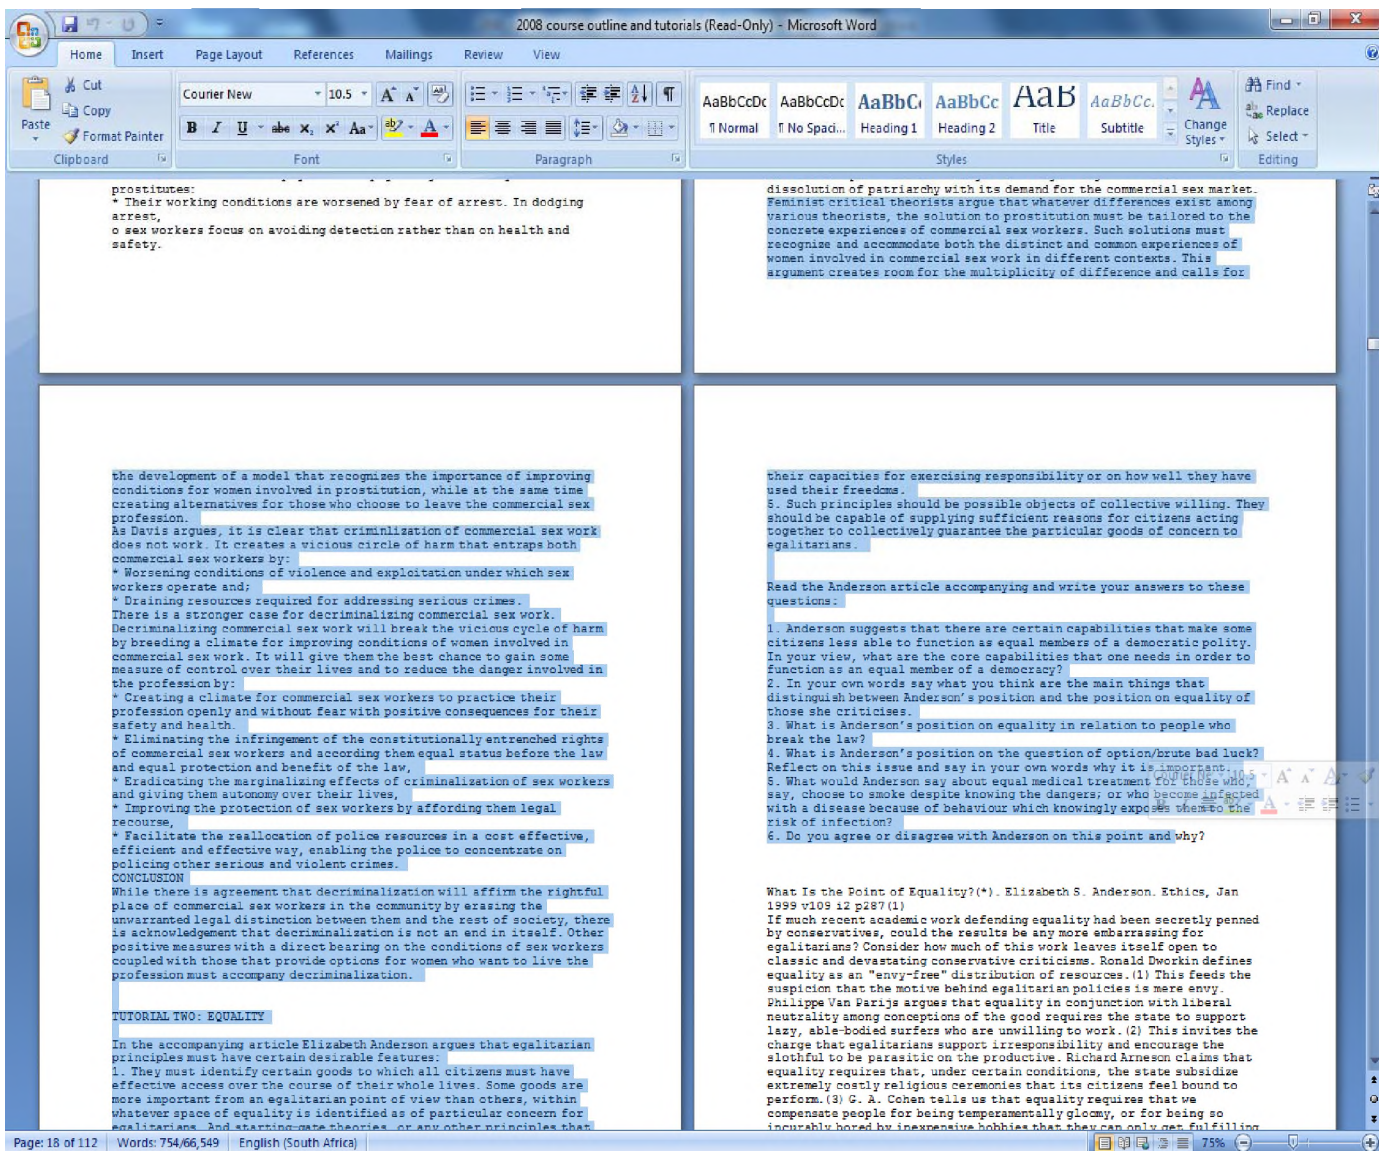 2008 course outline and tutorials (Read-Only) - Microsoft Word
Home Insert Page Layout References Mailings Review View
Paste
Cut
Copy
Format Painter
Clipboard
Courier New 10.5
Font
Paragraph
AaBbCcDc AaBbCcDc AaBbC AaBbCc AaB AaBbCc.
¶ Normal ¶ No Spaci... Heading 1 Heading 2 Title Subtitle
Change Styles
Styles
Find
Replace
Select
Editing
prostitutes:
* Their working conditions are worsened by fear of arrest. In dodging
arrest,
o sex workers focus on avoiding detection rather than on health and
safety.
dissolution of patriarchy with its demand for the commercial sex market.
Feminist critical theorists argue that whatever differences exist among
various theorists, the solution to prostitution must be tailored to the
concrete experiences of commercial sex workers. Such solutions must
recognize and accommodate both the distinct and common experiences of
women involved in commercial sex work in different contexts. This
argument creates room for the multiplicity of difference and calls for
the development of a model that recognizes the importance of improving
conditions for women involved in prostitution, while at the same time
creating alternatives for those who choose to leave the commercial sex
profession.
As Davis argues, it is clear that criminlization of commercial sex work
does not work. It creates a vicious circle of harm that entraps both
commercial sex workers by:
* Worsening conditions of violence and exploitation under which sex
workers operate and;
* Draining resources required for addressing serious crimes.
There is a stronger case for decriminalizing commercial sex work.
Decriminalizing commercial sex work will break the vicious cycle of harm
by breeding a climate for improving conditions of women involved in
commercial sex work. It will give them the best chance to gain some
measure of control over their lives and to reduce the danger involved in
the profession by:
* Creating a climate for commercial sex workers to practice their
profession openly and without fear with positive consequences for their
safety and health.
* Eliminating the infringement of the constitutionally entrenched rights
of commercial sex workers and according them equal status before the law
and equal protection and benefit of the law,
* Eradicating the marginalizing effects of criminalization of sex workers
and giving them autonomy over their lives,
* Improving the protection of sex workers by affording them legal
recourse,
* Facilitate the reallocation of police resources in a cost effective,
efficient and effective way, enabling the police to concentrate on
policing other serious and violent crimes.
CONCLUSION
While there is agreement that decriminalization will affirm the rightful
place of commercial sex workers in the community by erasing the
unwarranted legal distinction between them and the rest of society, there
is acknowledgement that decriminalization is not an end in itself. Other
positive measures with a direct bearing on the conditions of sex workers
coupled with those that provide options for women who want to live the
profession must accompany decriminalization.
TUTORIAL TWO: EQUALITY
In the accompanying article Elizabeth Anderson argues that egalitarian
principles must have certain desirable features:
1. They must identify certain goods to which all citizens must have
effective access over the course of their whole lives. Some goods are
more important from an egalitarian point of view than others, within
whatever space of equality is identified as of particular concern for
egalitarians. And starting-gate theories, or any other principles that
their capacities for exercising responsibility or on how well they have
used their freedoms.
5. Such principles should be possible objects of collective willing. They
should be capable of supplying sufficient reasons for citizens acting
together to collectively guarantee the particular goods of concern to
egalitarians.
Read the Anderson article accompanying and write your answers to these
questions:
1. Anderson suggests that there are certain capabilities that make some
citizens less able to function as equal members of a democratic polity.
In your view, what are the core capabilities that one needs in order to
function as an equal member of a democracy?
2. In your own words say what you think are the main things that
distinguish between Anderson's position and the position on equality of
those she criticises.
3. What is Anderson's position on equality in relation to people who
break the law?
4. What is Anderson's position on the question of option/brute bad luck?
Reflect on this issue and say in your own words why it is important.
5. What would Anderson say about equal medical treatment for those who,
say, choose to smoke despite knowing the dangers; or who become infected
with a disease because of behaviour which knowingly exposes them to the
risk of infection?
6. Do you agree or disagree with Anderson on this point and why?
What Is the Point of Equality?(*). Elizabeth S. Anderson. Ethics, Jan
1999 v109 i2 p287(1)
If much recent academic work defending equality had been secretly penned
by conservatives, could the results be any more embarrassing for
egalitarians? Consider how much of this work leaves itself open to
classic and devastating conservative criticisms. Ronald Dworkin defines
equality as an "envy-free" distribution of resources.(1) This feeds the
suspicion that the motive behind egalitarian policies is mere envy.
Philippe Van Parijs argues that equality in conjunction with liberal
neutrality among conceptions of the good requires the state to support
lazy, able-bodied surfers who are unwilling to work.(2) This invites the
charge that egalitarians support irresponsibility and encourage the
slothful to be parasitic on the productive. Richard Arneson claims that
equality requires that, under certain conditions, the state subsidize
extremely costly religious ceremonies that its citizens feel bound to
perform.(3) G. A. Cohen tells us that equality requires that we
compensate people for being temperamentally gloomy, or for being so
incurably bored by inexpensive hobbies that they can only get fulfilling
Page: 18 of 112 Words: 754/66,549 English (South Africa) 75%